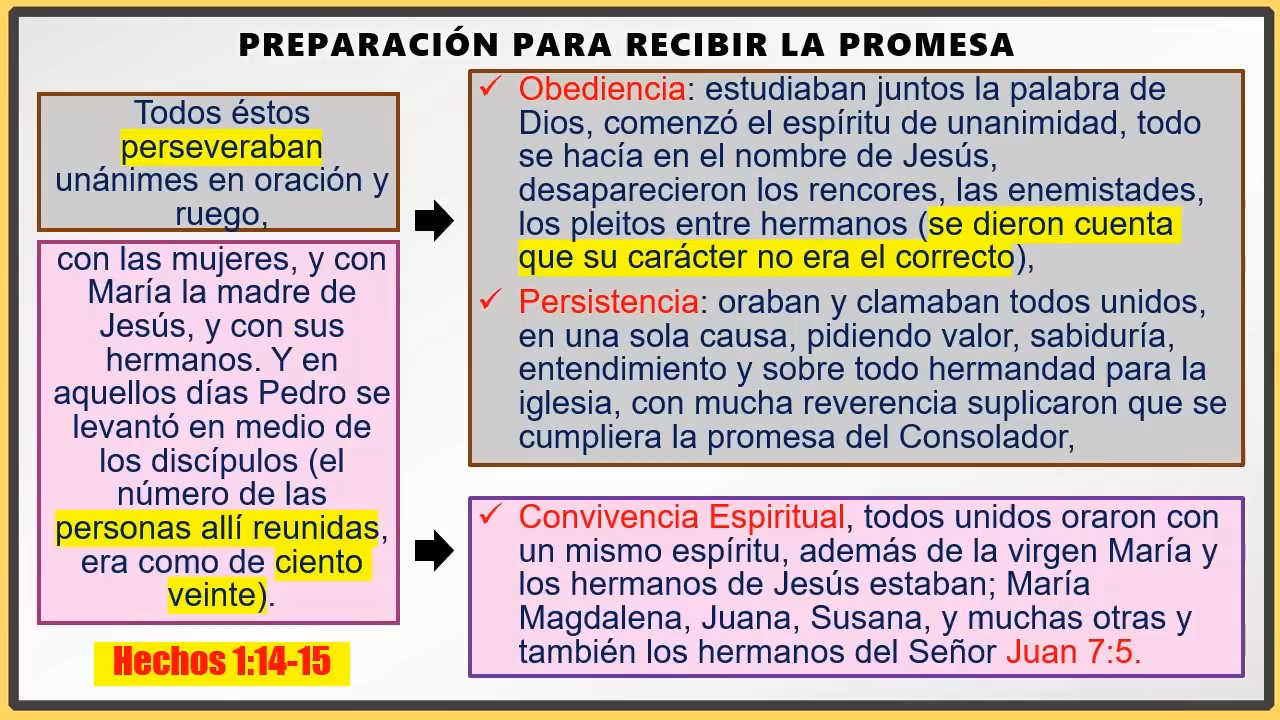 PREPARACIÓN PARA RECIBIR LA PROMESA
Todos éstos
perseveraban
unánimes en oración y
ruego,
con las mujeres, y con
María la madre de
Jesús, y con sus
hermanos. Y en
aquellos días Pedro se
levantó en medio de
los discípulos (el
número de las
personas allí reunidas,
era como de ciento
veinte).
Hechos 1:14-15
✓ Obediencia: estudiaban juntos la palabra de
Dios, comenzó el espíritu de unanimidad, todo
se hacía en el nombre de Jesús,
desaparecieron los rencores, las enemistades,
los pleitos entre hermanos (se dieron cuenta
que su carácter no era el correcto),
✓ Persistencia: oraban y clamaban todos unidos,
en una sola causa, pidiendo valor, sabiduría,
entendimiento y sobre todo hermandad para la
iglesia, con mucha reverencia suplicaron que se
cumpliera la promesa del Consolador,
✓ Convivencia Espiritual, todos unidos oraron con
un mismo espíritu, además de la virgen María y
los hermanos de Jesús estaban; María
Magdalena, Juana, Susana, y muchas otras y
también los hermanos del Señor Juan 7:5.